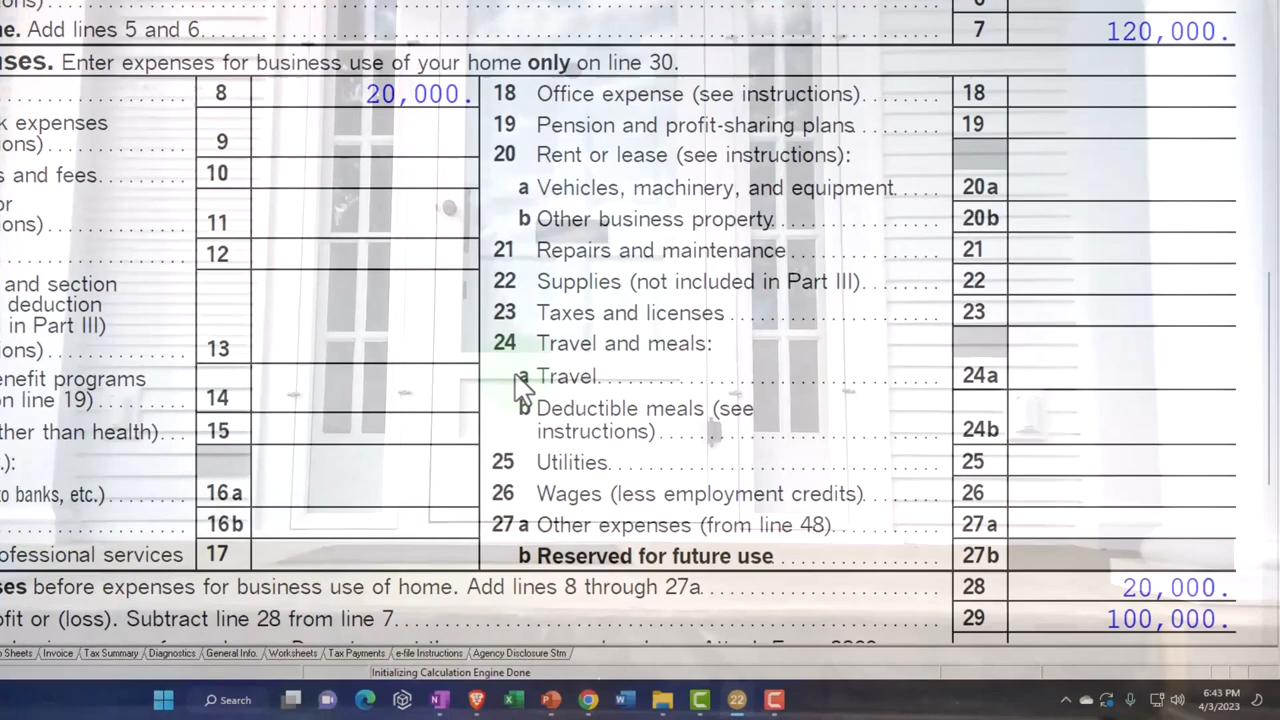 ne. Add lines 5 and 6. 7 120,000.
nses. Enter expenses for business use of your home only on line 30.
8 20,000.
k expenses
ons) 9
s and fees 10
or
ons) 11
12
and section
deduction
in Part III)
ons) 13
enefit programs
on line 19) 14
ther than health) 15
.):
to banks, etc.) 16a
16b
ofessional services 17
18 Office expense (see instructions) 18
19 Pension and profit-sharing plans 19
20 Rent or lease (see instructions):
a Vehicles, machinery, and equipment 20a
b Other business property 20b
21 Repairs and maintenance 21
22 Supplies (not included in Part III) 22
23 Taxes and licenses 23
24 Travel and meals:
a Travel 24a
b Deductible meals (see
instructions) 24b
25 Utilities 25
26 Wages (less employment credits) 26
27a Other expenses (from line 48) 27a
b Reserved for future use 27b
ses before expenses for business use of home. Add lines 8 through 27a 28 20,000.
ofit or (loss). Subtract line 28 from line 7 29 100,000.
o Sheets Invoice Tax Summary Diagnostics General Info. Worksheets Tax Payments e-file Instructions Agency Disclosure Stm
Initializing Calculation Engine Done
Search
22
6:43 PM
4/3/2023